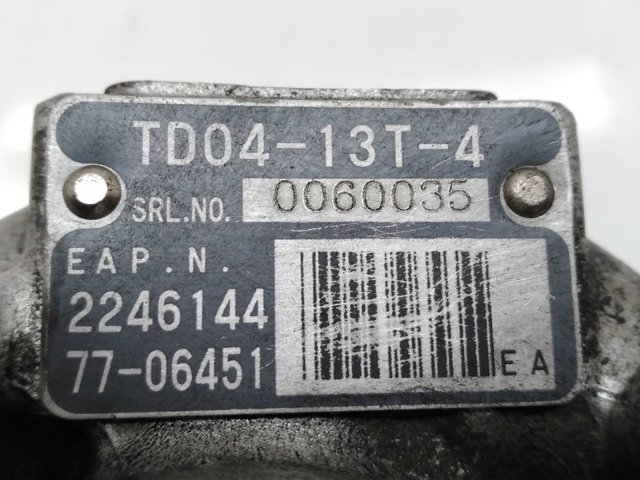 TD04-13T-4
SRL.NO. 0060035
EAP.N.
2246144
77-06451
EA